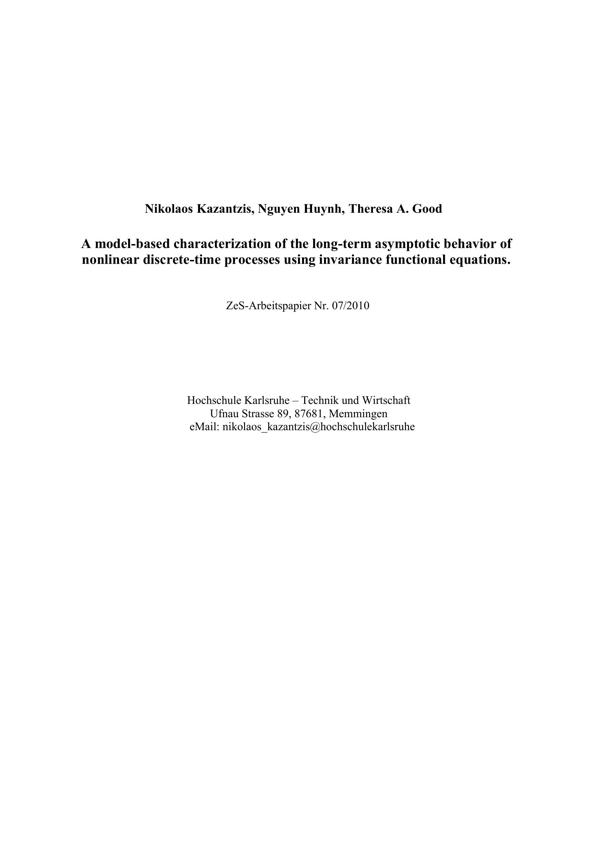 Nikolaos Kazantzis, Nguyen Huynh, Theresa A. Good
A model-based characterization of the long-term asymptotic behavior of
nonlinear discrete-time processes using invariance functional equations.
ZeS-Arbeitspapier Nr. 07/2010
Hochschule Karlsruhe – Technik und Wirtschaft
Ufnau Strasse 89, 87681, Memmingen
eMail: nikolaos_kazantzis@hochschulekarlsruhe